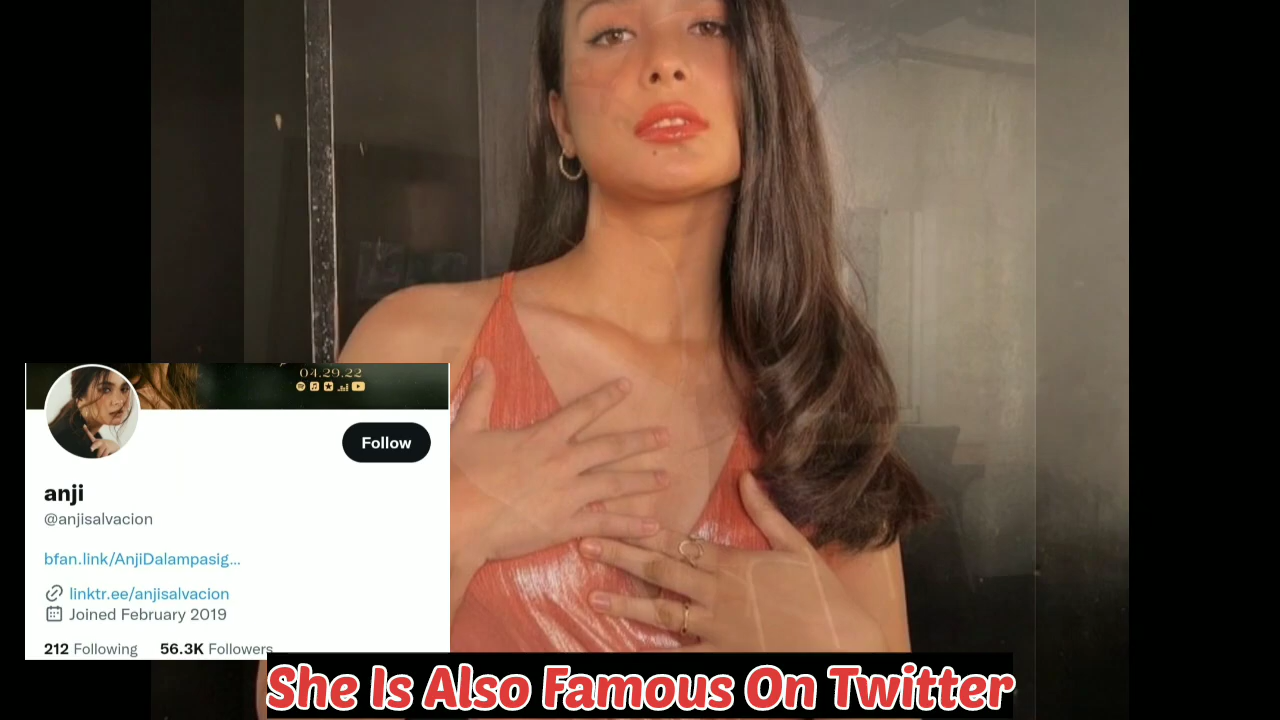 04.29.22
Follow
anji
@anjisalvacion
bfan.link/AnjiDalampasig...
linktr.ee/anjisalvacion
Joined February 2019
212 Following 56.3K Followers
She Is Also Famous On Twitter